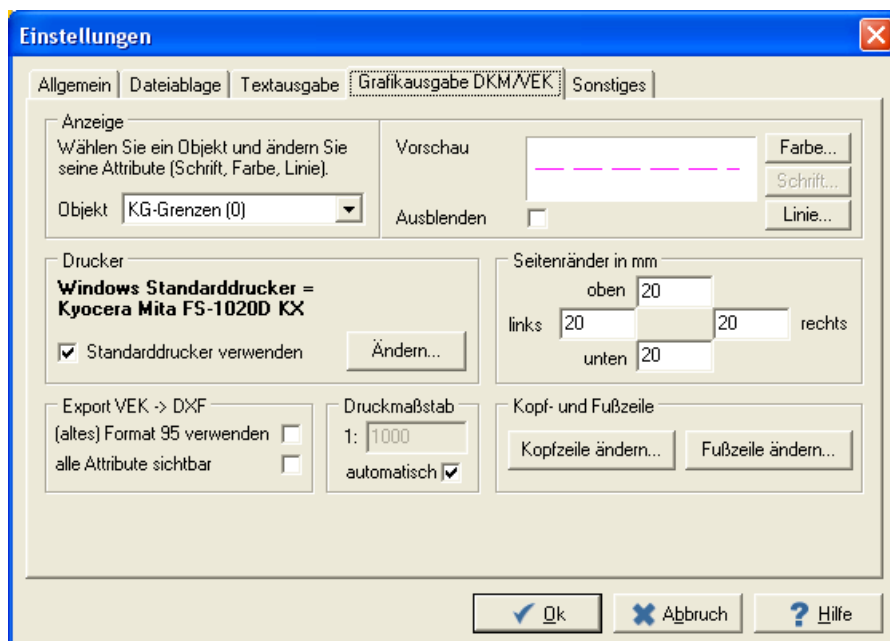 Einstellungen
Allgemein
Dateiablage
Textausgabe
Grafikausgabe DKM/VEK
Sonstiges
Anzeige
Wählen Sie ein Objekt und ändern Sie
seine Attribute (Schrift, Farbe, Linie).
Objekt KG-Grenzen (0)
Vorschau
Ausblenden
Farbe...
Schrift...
Linie...
Drucker
Windows Standarddrucker =
Kyocera Mita FS-1020D KX
Standarddrucker verwenden
Ändern...
Seitenränder in mm
oben 20
links 20 20 rechts
unten 20
Export VEK -> DXF
(altes) Format 95 verwenden
alle Attribute sichtbar
Druckmaßstab
1: 1000
automatisch
Kopf- und Fußzeile
Kopfzeile ändern...
Fußzeile ändern...
Ok
Abbruch
? Hilfe